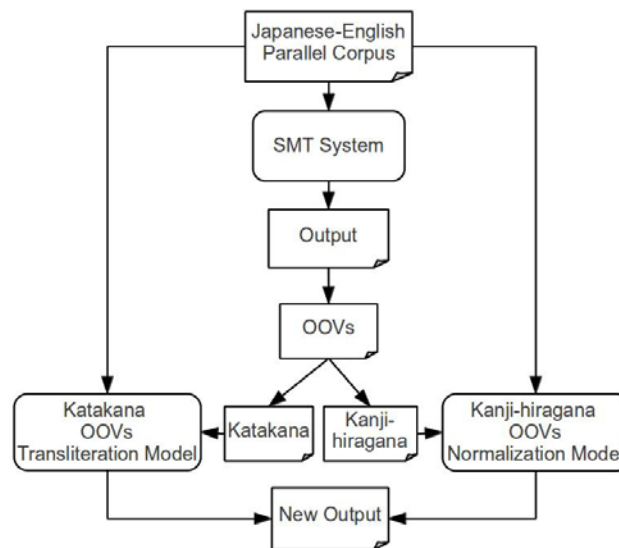 Japanese-English
Parallel Corpus
SMT System
Output
OOVs
Katakana
OOVs
Transliteration Model
Katakana
Kanji-
hiragana
Kanji-hiragana
OOVs
Normalization Model
New Output